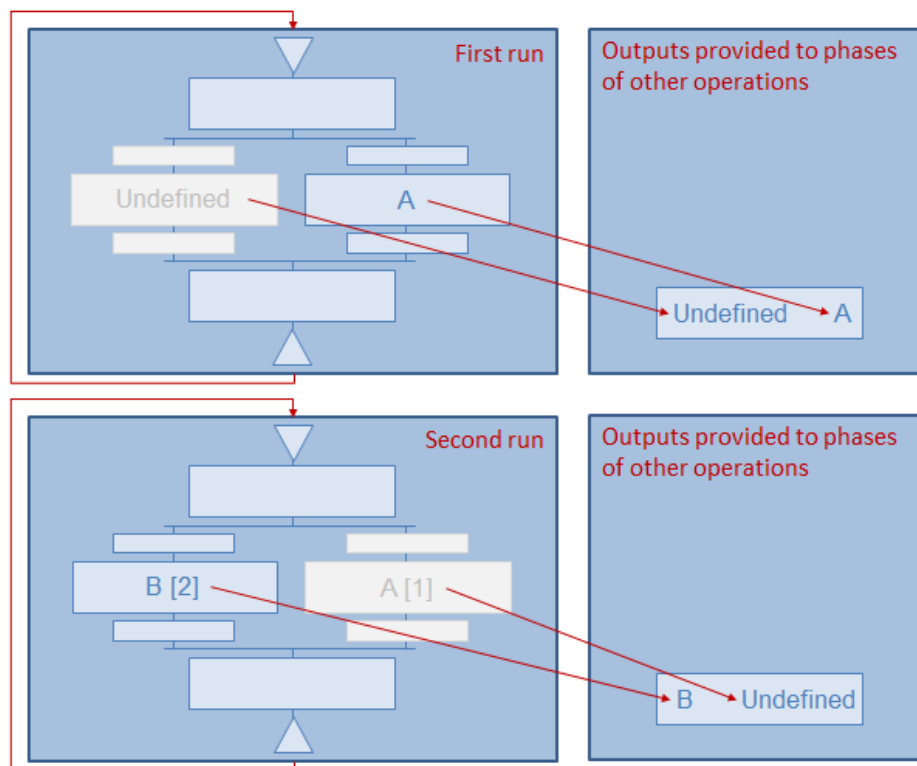 First run
Outputs provided to phases
of other operations
Undefined
A
Undefined A
Second run
Outputs provided to phases
of other operations
B [2]
A [1]
B Undefined